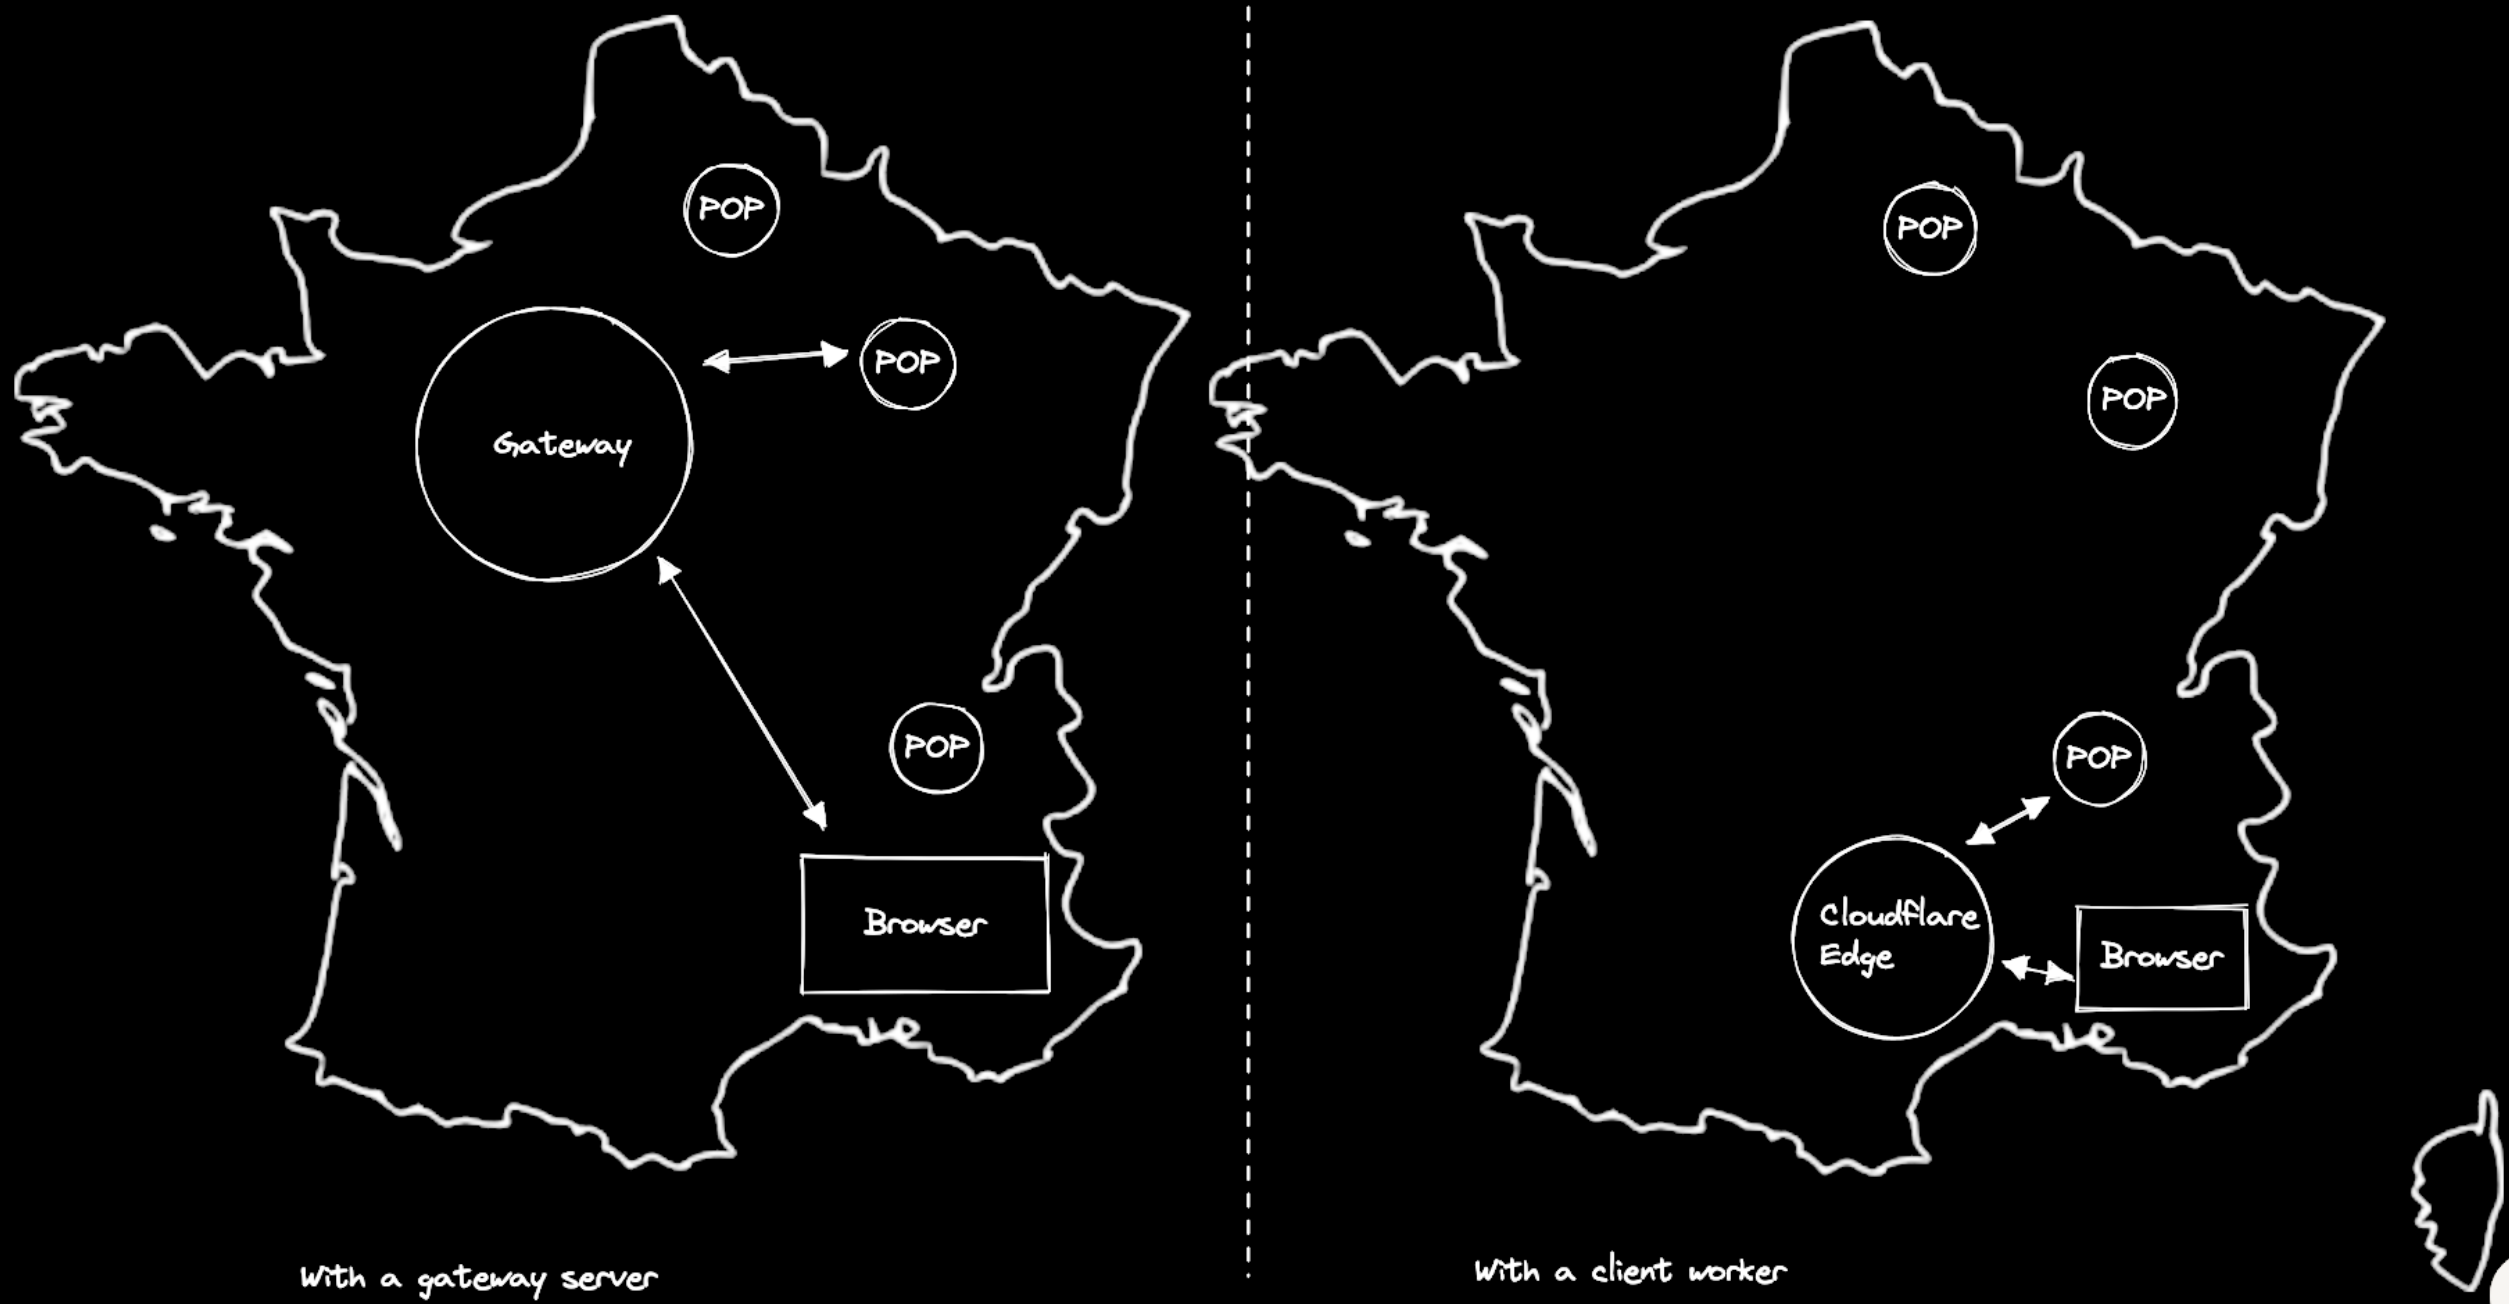 POP
POP
Gateway
POP
Browser
With a gateway server
POP
POP
POP
Cloudflare
Edge
Browser
With a client worker